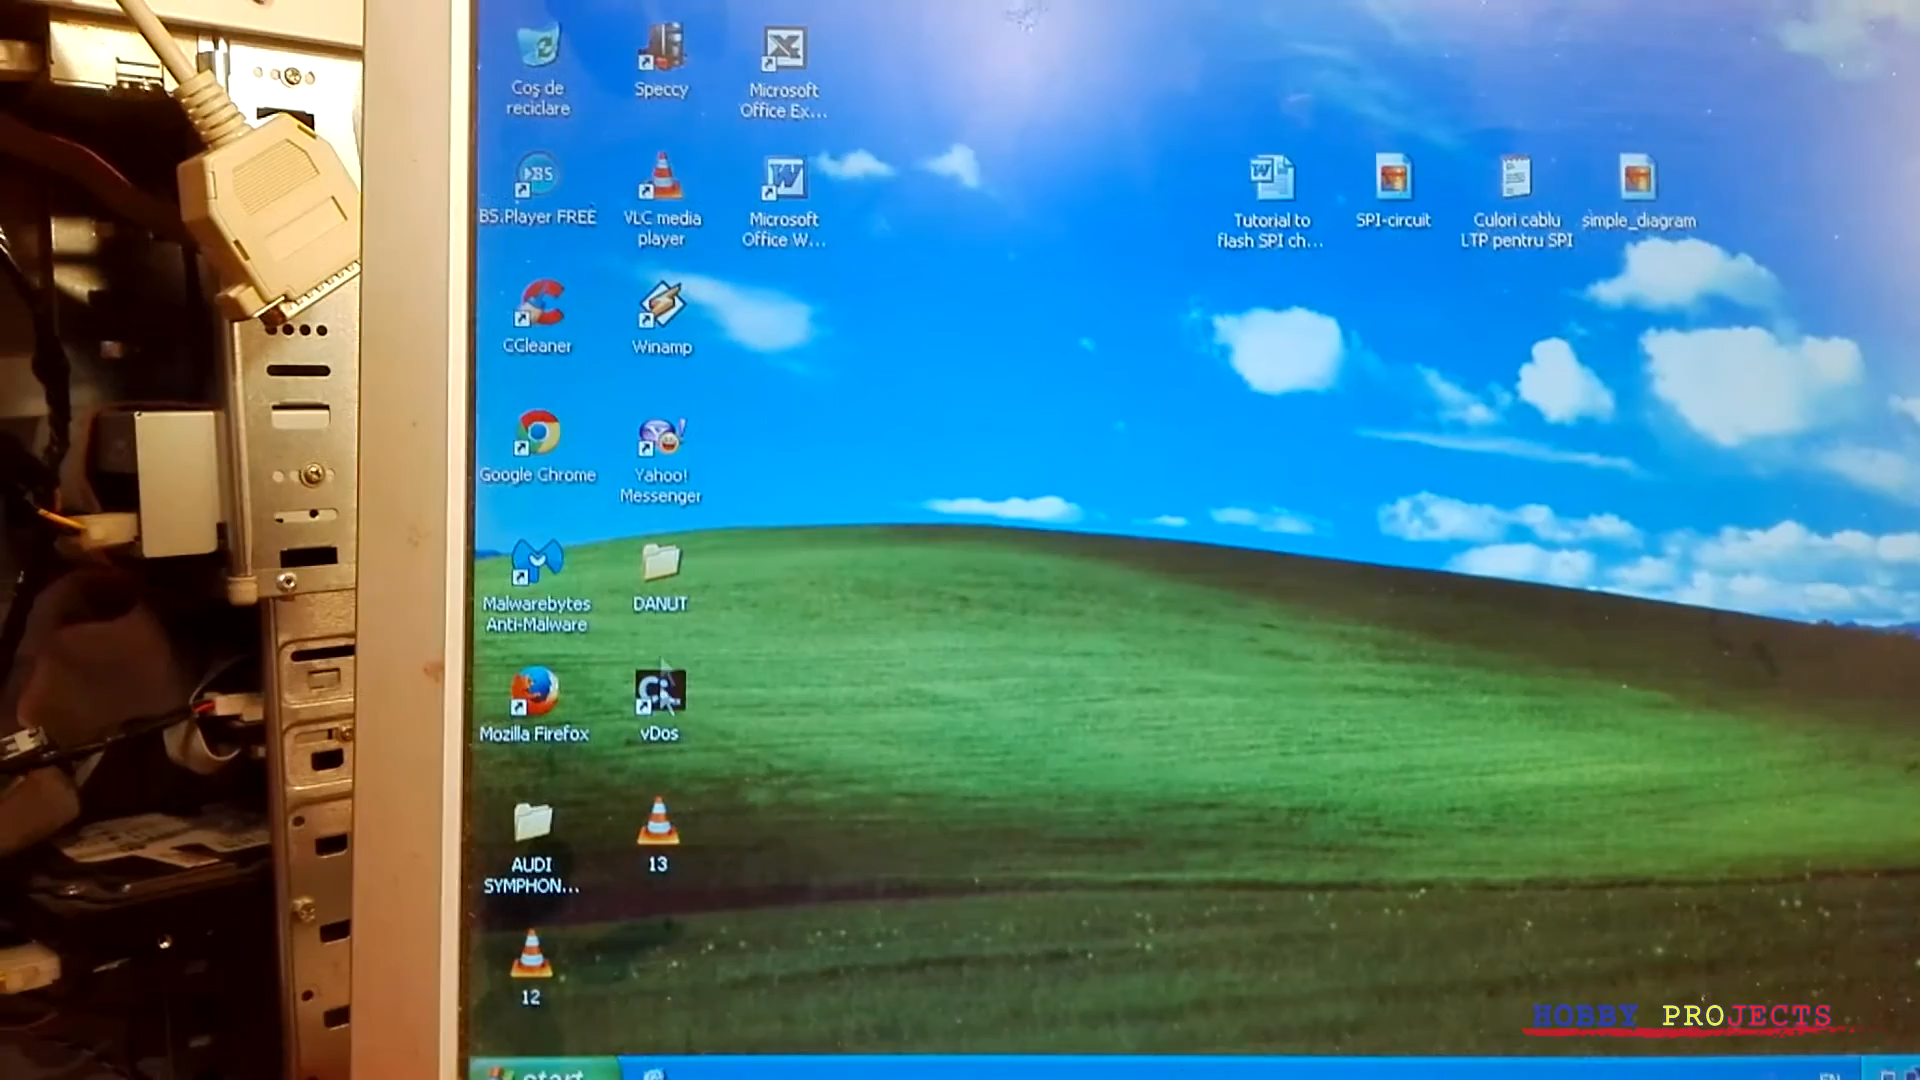 Coş de
reciclare
Speccy
Microsoft
Office Ex...
BS.Player FREE
VLC media
player
Microsoft
Office W...
Tutorial to
flash SPI ch...
SPI-circuit
Culori cablu
LTP pentru SPI
simple_diagram
CCleaner
Winamp
Google Chrome
Yahoo!
Messenger
Malwarebytes
Anti-Malware
DANUT
Mozilla Firefox
vDos
AUDI
SYMPHON...
13
12
HOBBY PROJECTS
start
EN